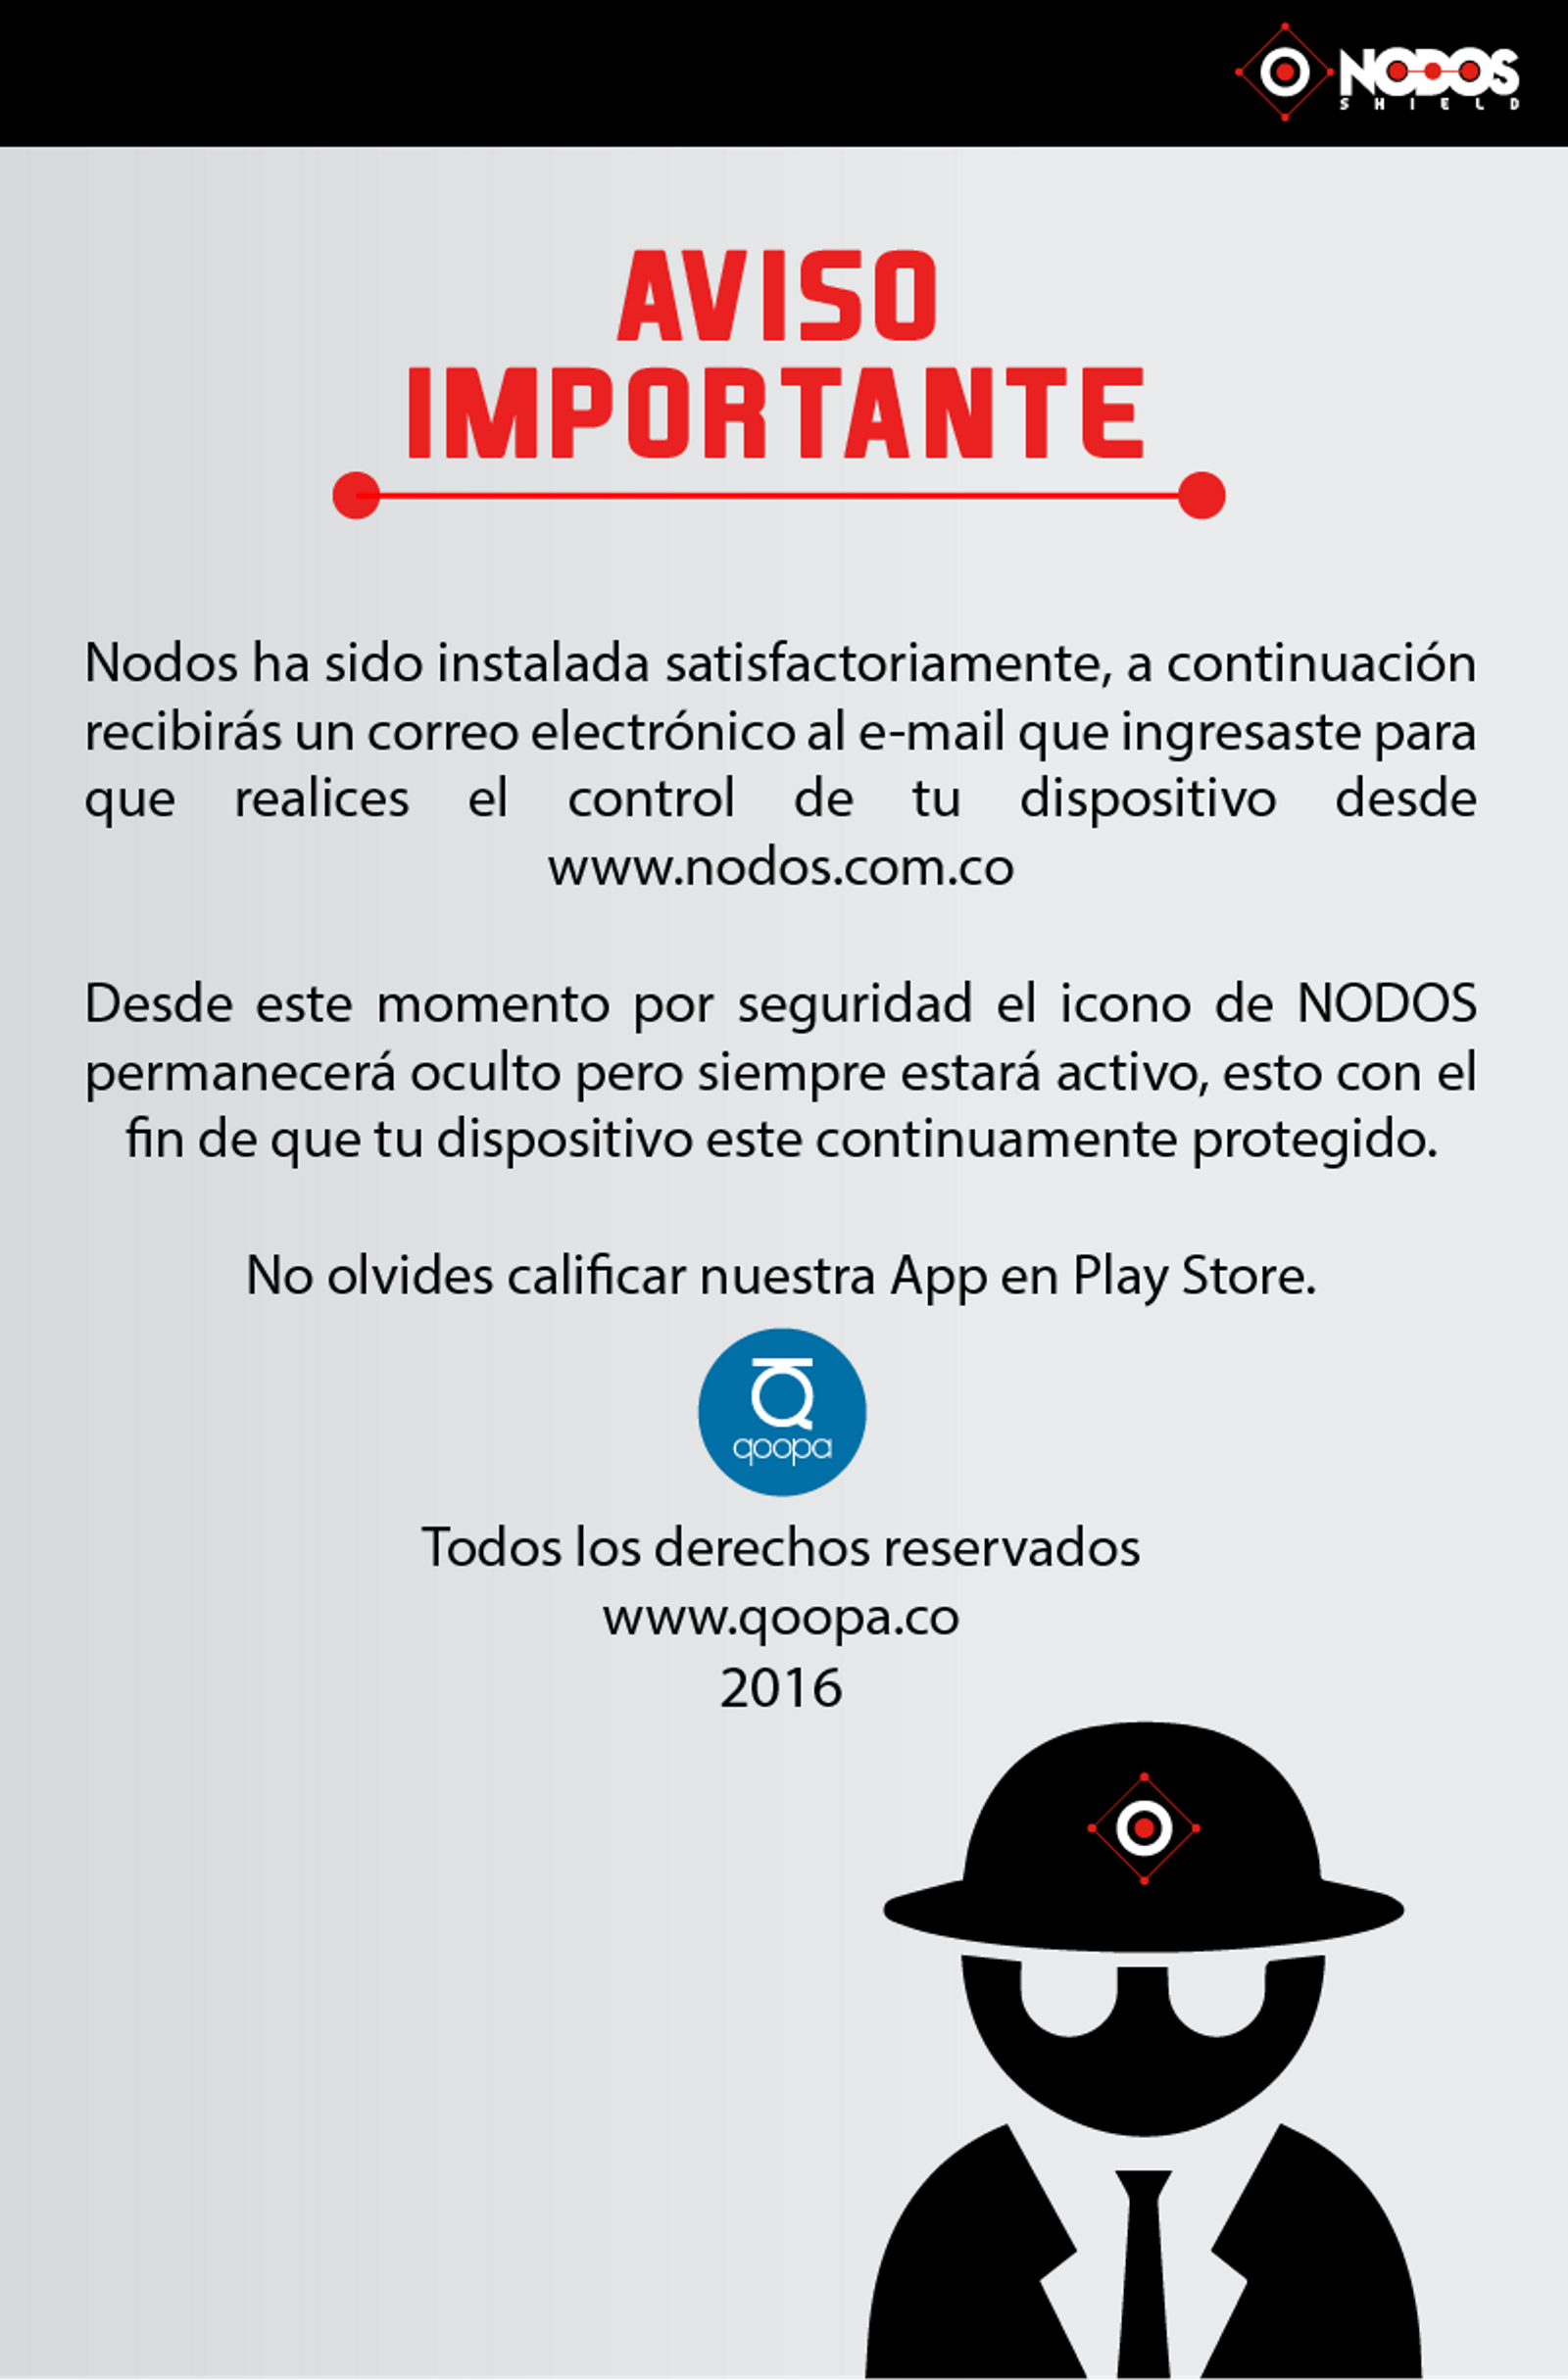 NODOS
SHIELD
AVISO
IMPORTANTE
Nodos ha sido instalada satisfactoriamente, a continuación
recibirás un correo electrónico al e-mail que ingresaste para
que realices el control de tu dispositivo desde
www.nodos.com.co
Desde este momento por seguridad el icono de NODOS
permanecerá oculto pero siempre estará activo, esto con el
fin de que tu dispositivo este continuamente protegido.
No olvides calificar nuestra App en Play Store.
qoopa
Todos los derechos reservados
www.qoopa.co
2016